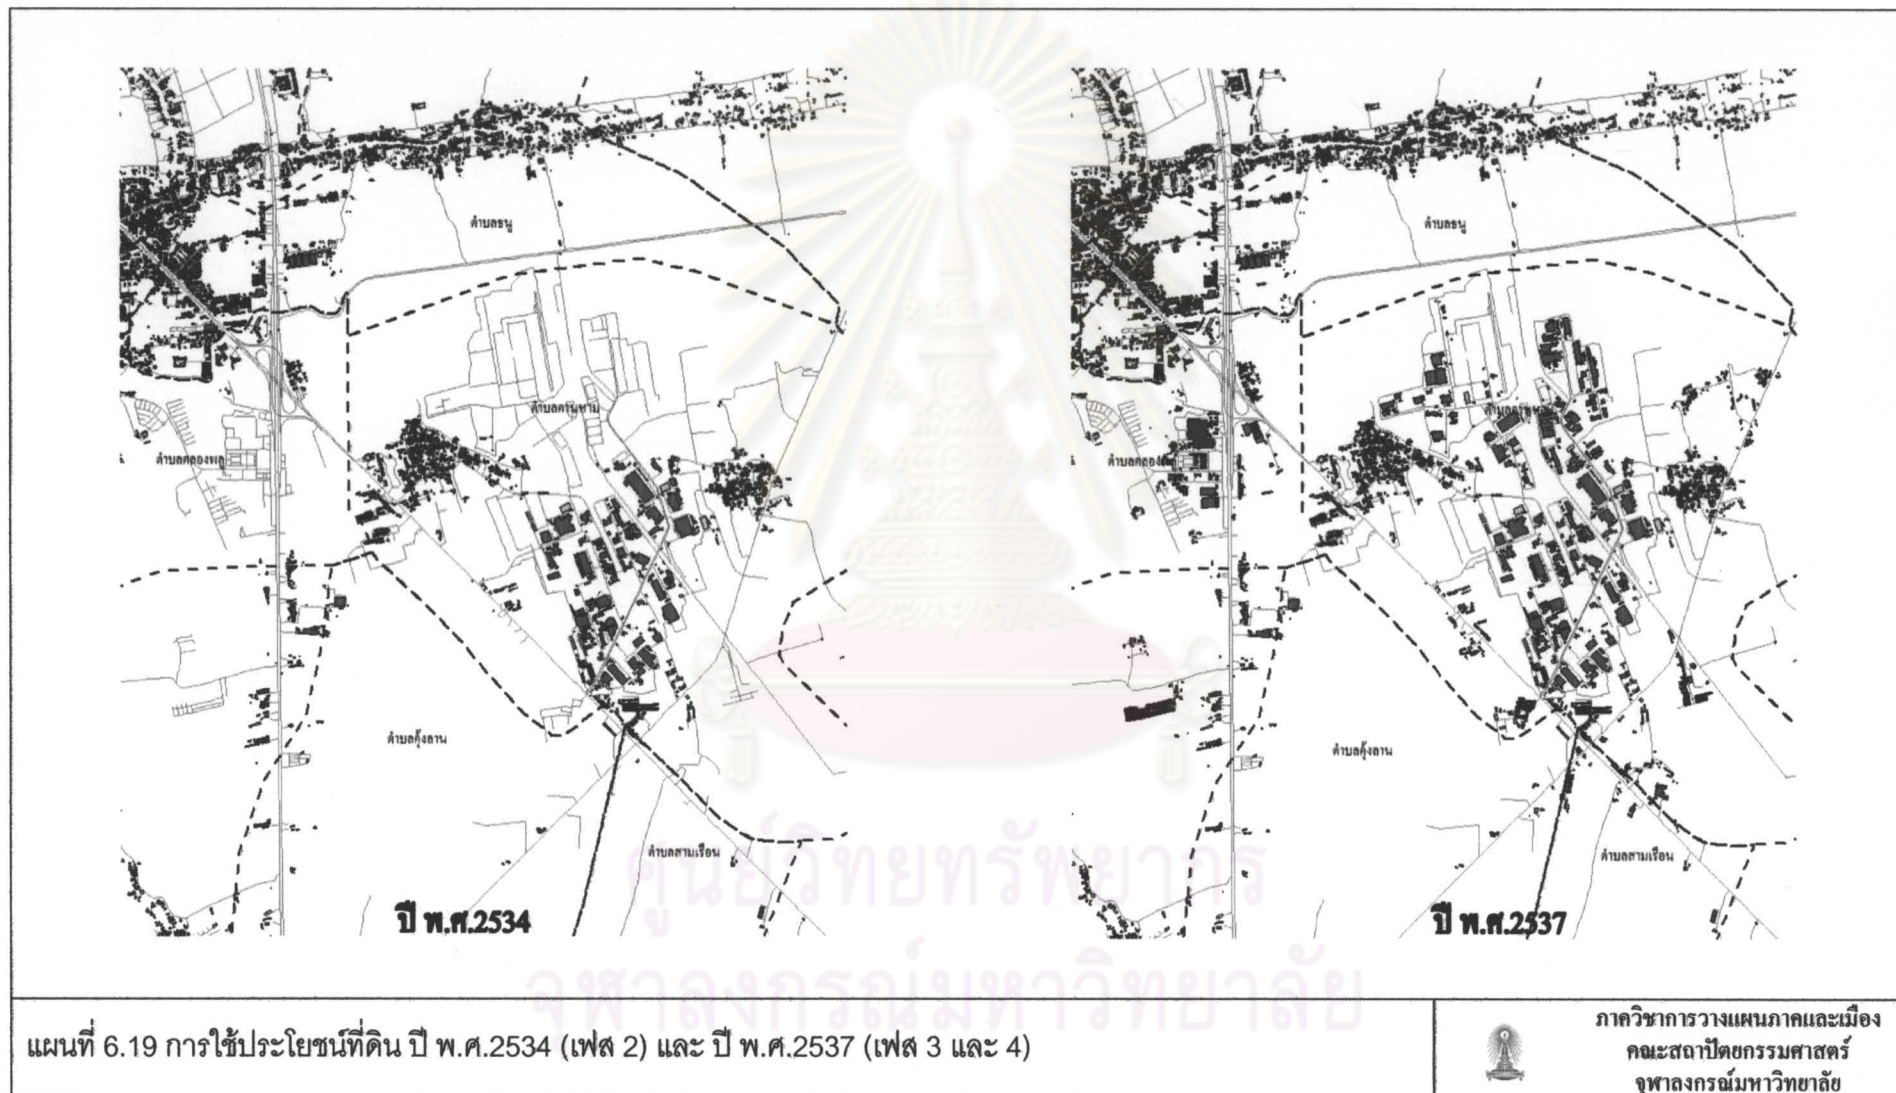 ตำบลธนู
ตำบลคานหาม
ตำบลคลองพลู
ตำบลคุ้งลาน
ตำบลสามเรือน
ปี พ.ศ.2534
ตำบลธนู
ตำบลคุ้งลาน
ตำบลสามเรือน
ปี พ.ศ.2537
ศูนย์วิทยทรัพยากร
จุฬาลงกรณ์มหาวิทยาลัย
แผนที่ 6.19 การใช้ประโยชน์ที่ดิน ปี พ.ศ.2534 (เฟส 2) และ ปี พ.ศ.2537 (เฟส 3 และ 4)
ภาควิชาการวางแผนภาคและเมือง
คณะสถาปัตยกรรมศาสตร์
จุฬาลงกรณ์มหาวิทยาลัย